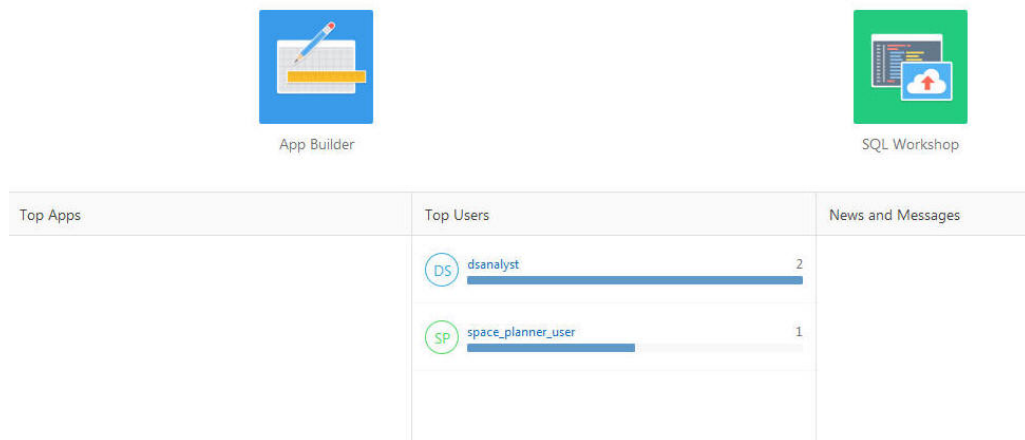 App Builder
SQL Workshop
Top Apps
Top Users
News and Messages
DS
dsanalyst
2
SP
space_planner_user
1